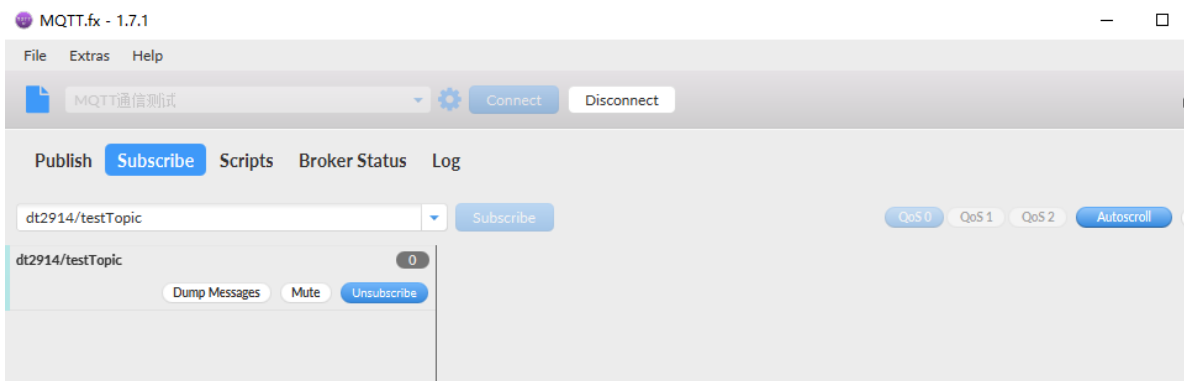 MQTT.fx - 1.7.1
File Extras Help
MQTT通信测试 Connect Disconnect
Publish Subscribe Scripts Broker Status Log
dt2914/testTopic Subscribe QoS 0 QoS 1 QoS 2 Autoscroll
dt2914/testTopic 0
Dump Messages Mute Unsubscribe